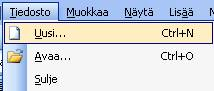 Tiedosto Muokkaa Näytä Lisää
Uusi... Ctrl+N
Avaa... Ctrl+O
Sulje